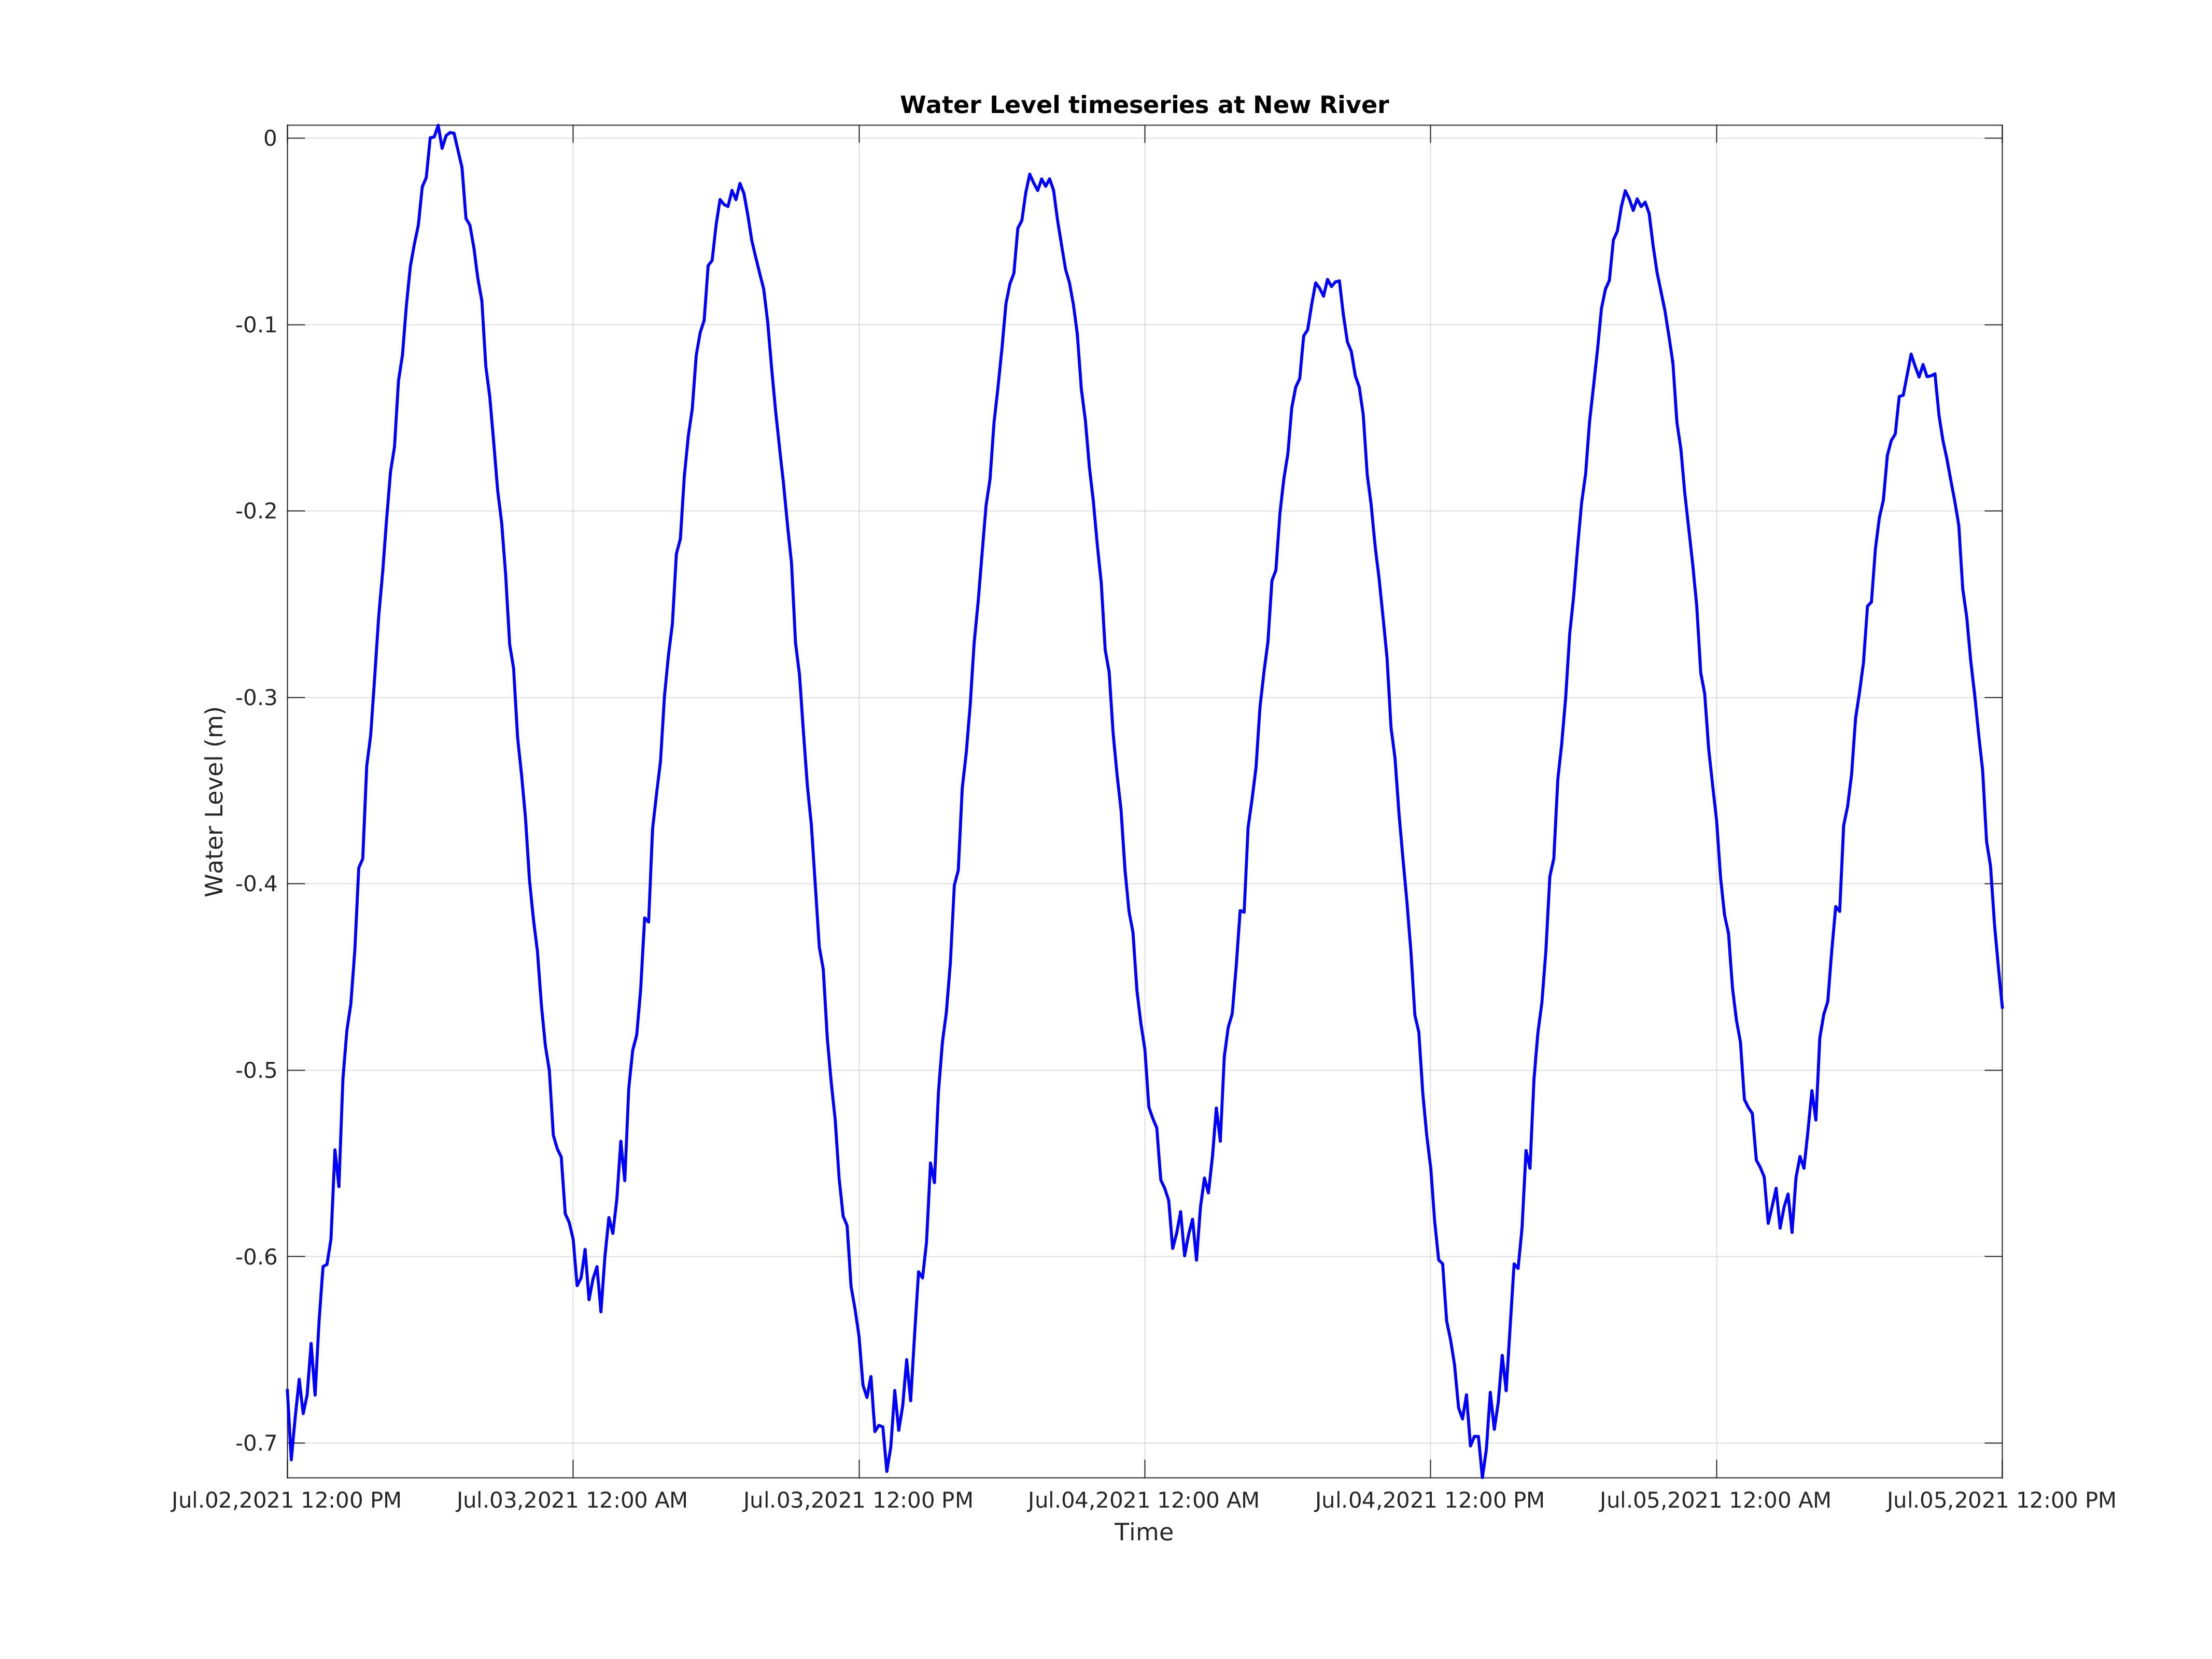 Water Level timeseries at New River
0
-0.1
-0.2
-0.3
-0.4
-0.5
-0.6
-0.7
Water Level (m)
Jul.02,2021 12:00 PM Jul.03,2021 12:00 AM Jul.03,2021 12:00 PM Jul.04,2021 12:00 AM Jul.04,2021 12:00 PM Jul.05,2021 12:00 AM Jul.05,2021 12:00 PM
Time